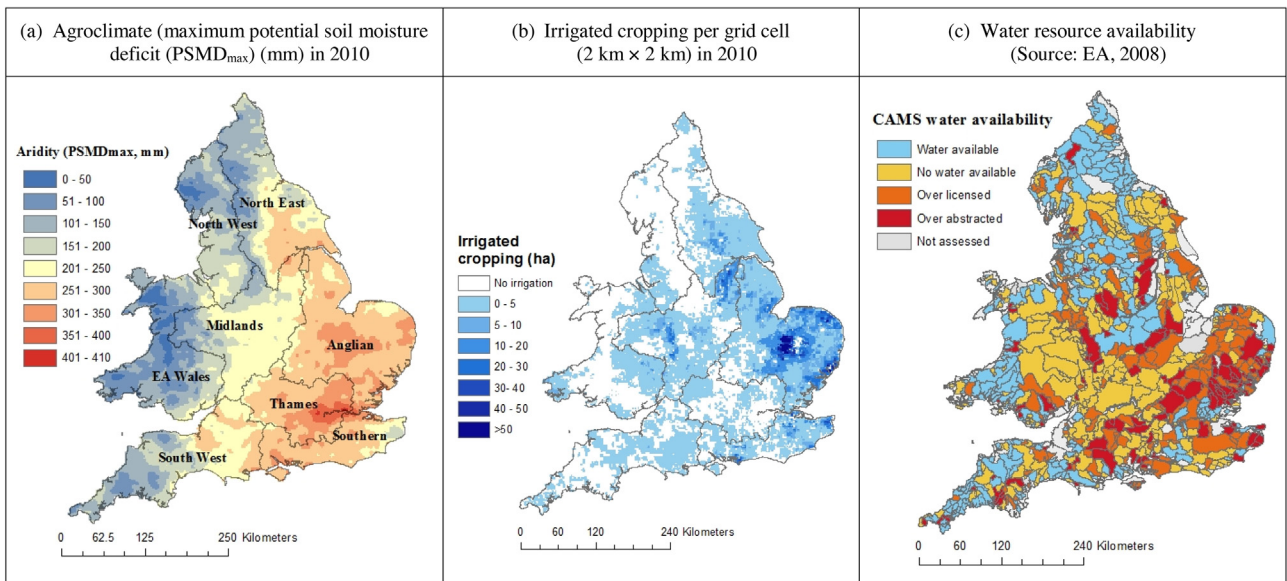 (a) Agroclimate (maximum potential soil moisture
deficit (PSMDmax) (mm) in 2010
(b) Irrigated cropping per grid cell
(2 km × 2 km) in 2010
(c) Water resource availability
(Source: EA, 2008)
Aridity (PSMDmax, mm)
0 - 50
51 - 100
101 - 150
151 - 200
201 - 250
251 - 300
301 - 350
351 - 400
401 - 410
North East
North West
Midlands
Anglian
EA Wales
Thames
Southern
South West
0 62.5 125 250 Kilometers
Irrigated
cropping (ha)
No irrigation
0 - 5
5 - 10
10 - 20
20 - 30
30 - 40
40 - 50
>50
0 60 120 240 Kilometers
CAMS water availability
Water available
No water available
Over licensed
Over abstracted
Not assessed
0 60 120 240 Kilometers